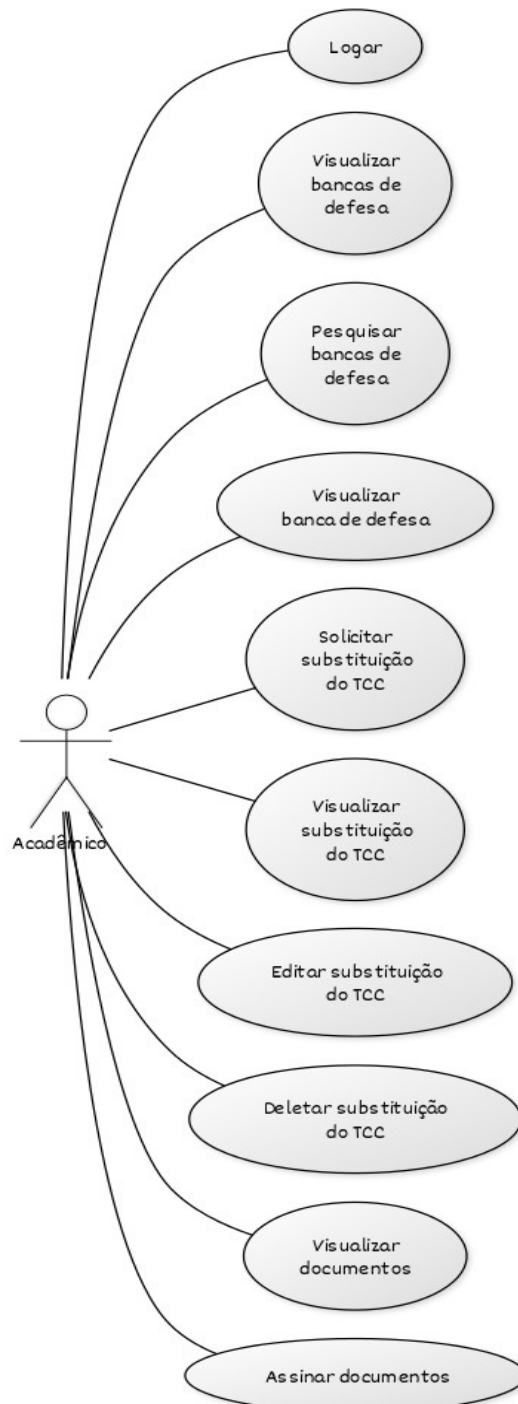 Logar
Visualizar
bancas de
defesa
Pesquisar
bancas de
defesa
Visualizar
banca de defesa
Solicitar
substituição
do TCC
Acadêmico
Visualizar
substituição
do TCC
Editar substituição
do TCC
Deletar substituição
do TCC
Visualizar
documentos
Assinar documentos